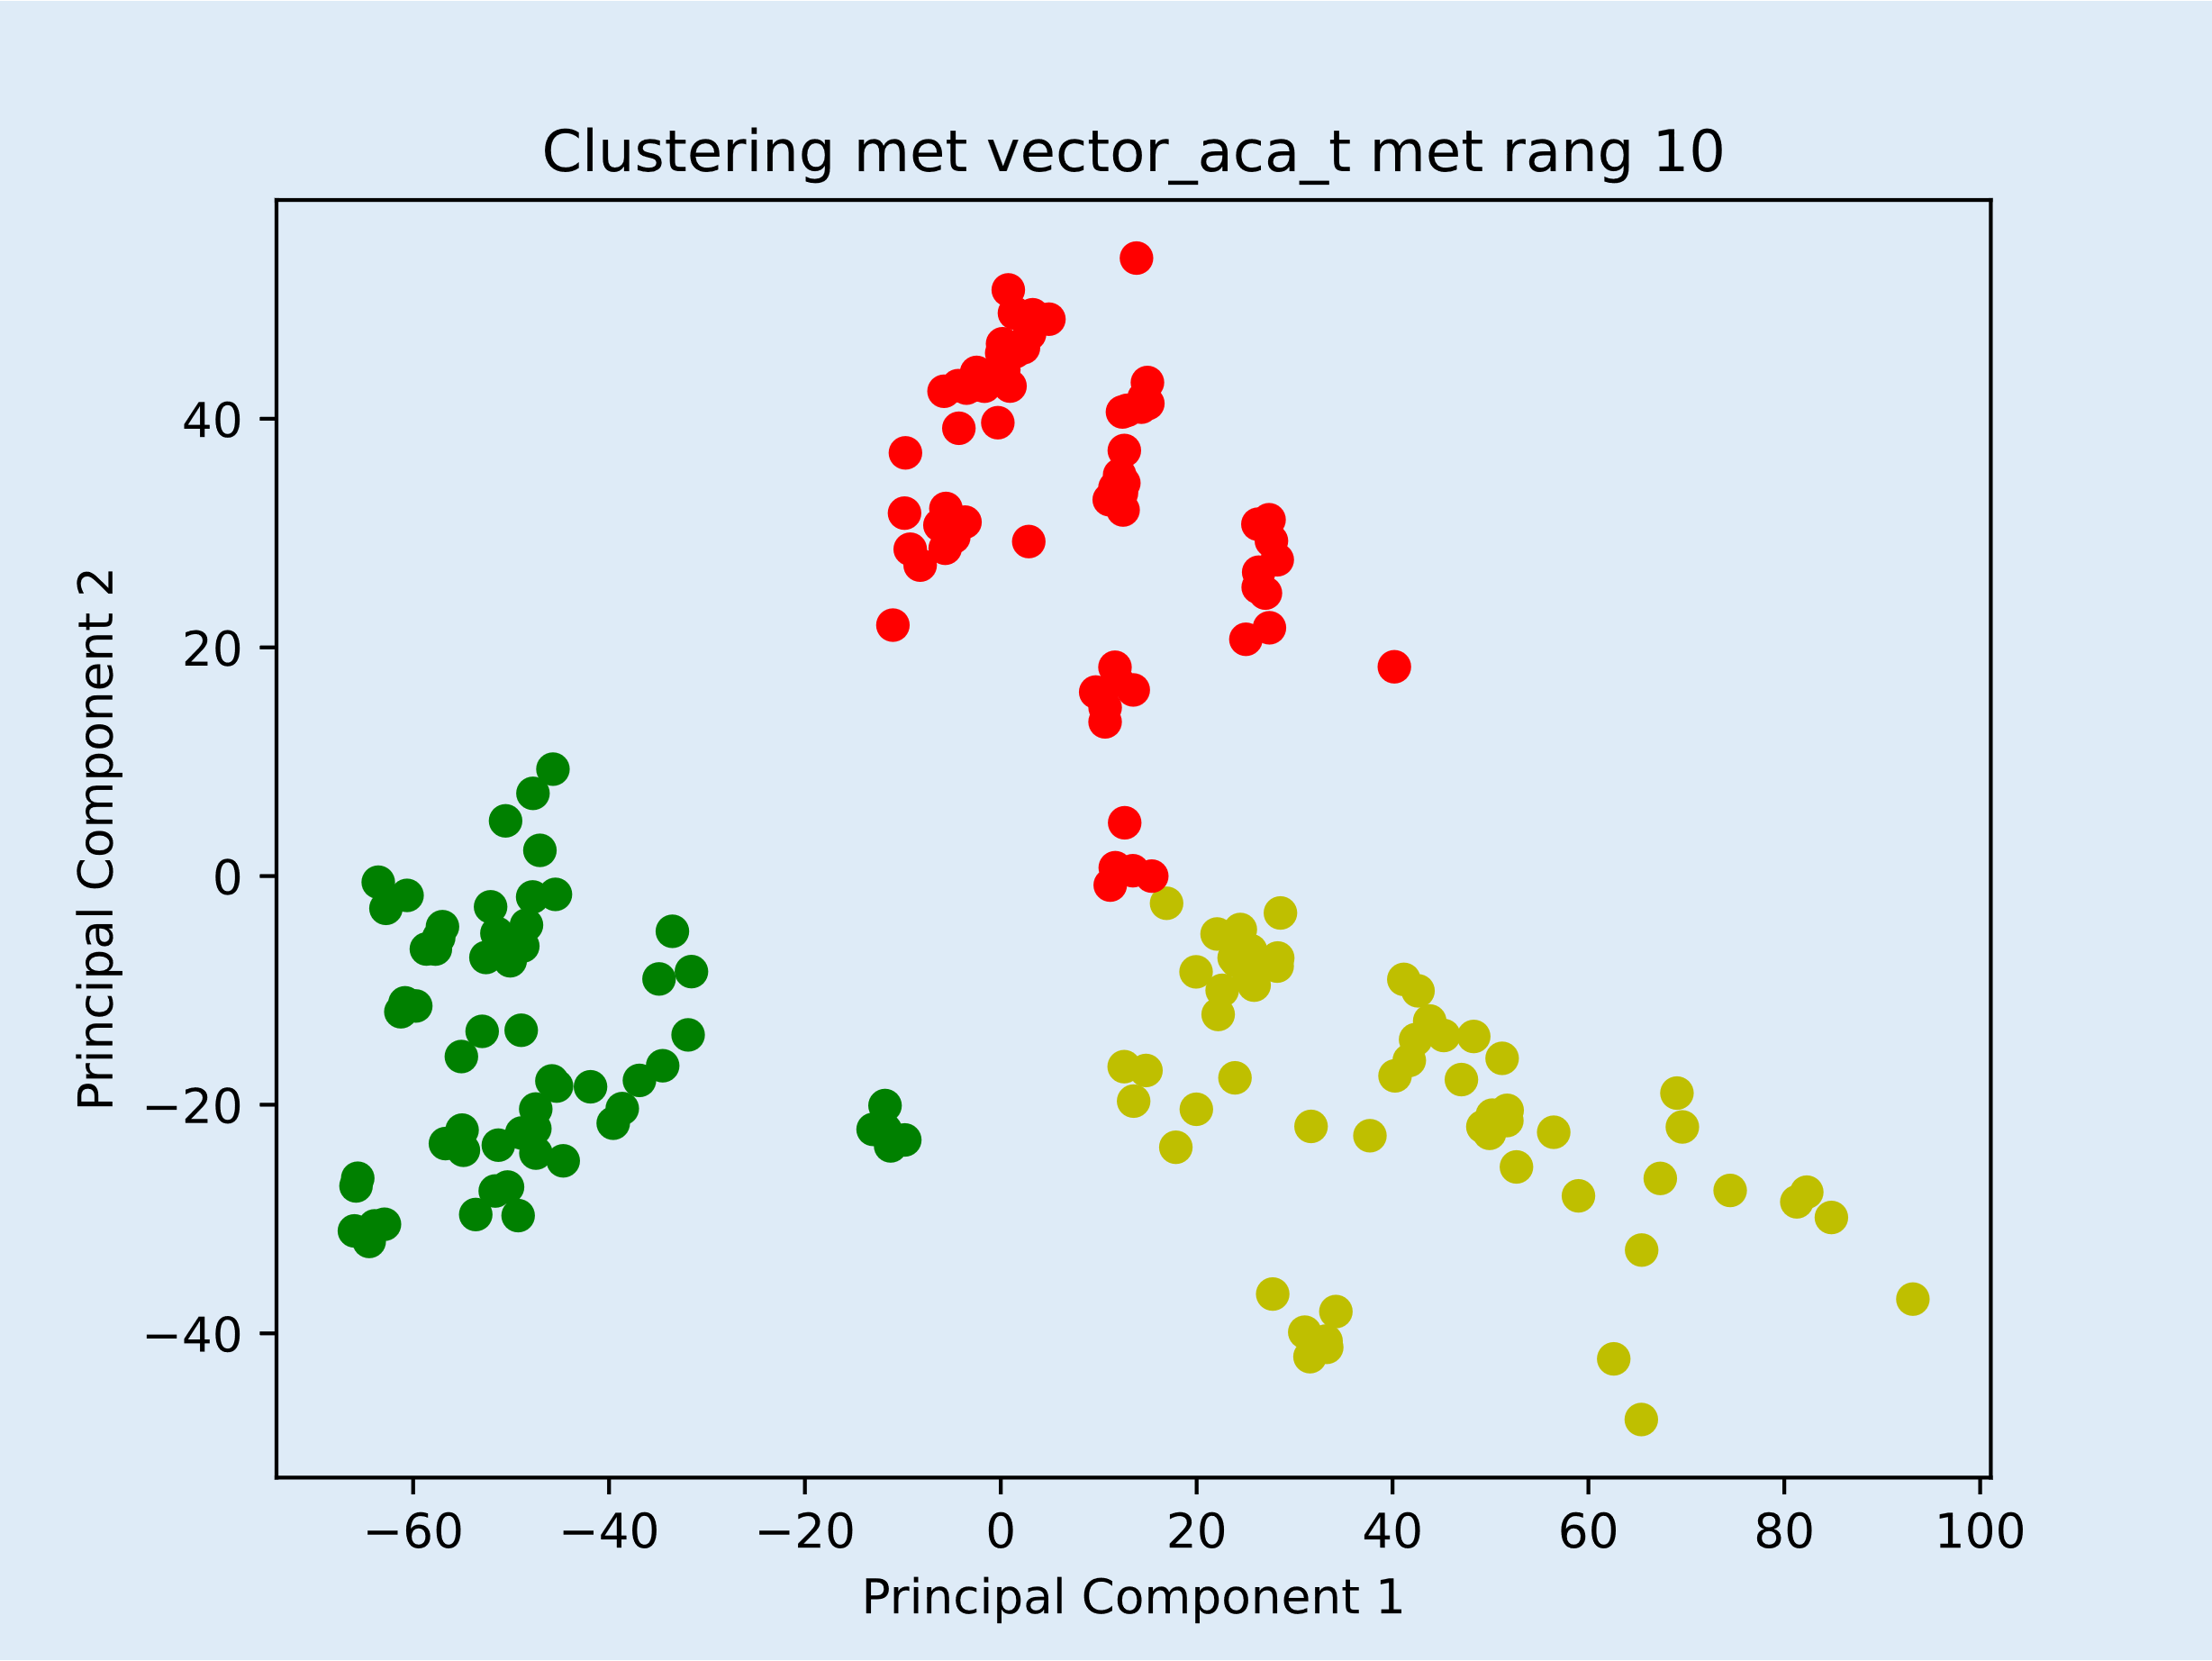 Clustering met vector_aca_t met rang 10
Principal Component 2
40
20
0
−20
−40
−60 −40 −20 0 20 40 60 80 100
Principal Component 1